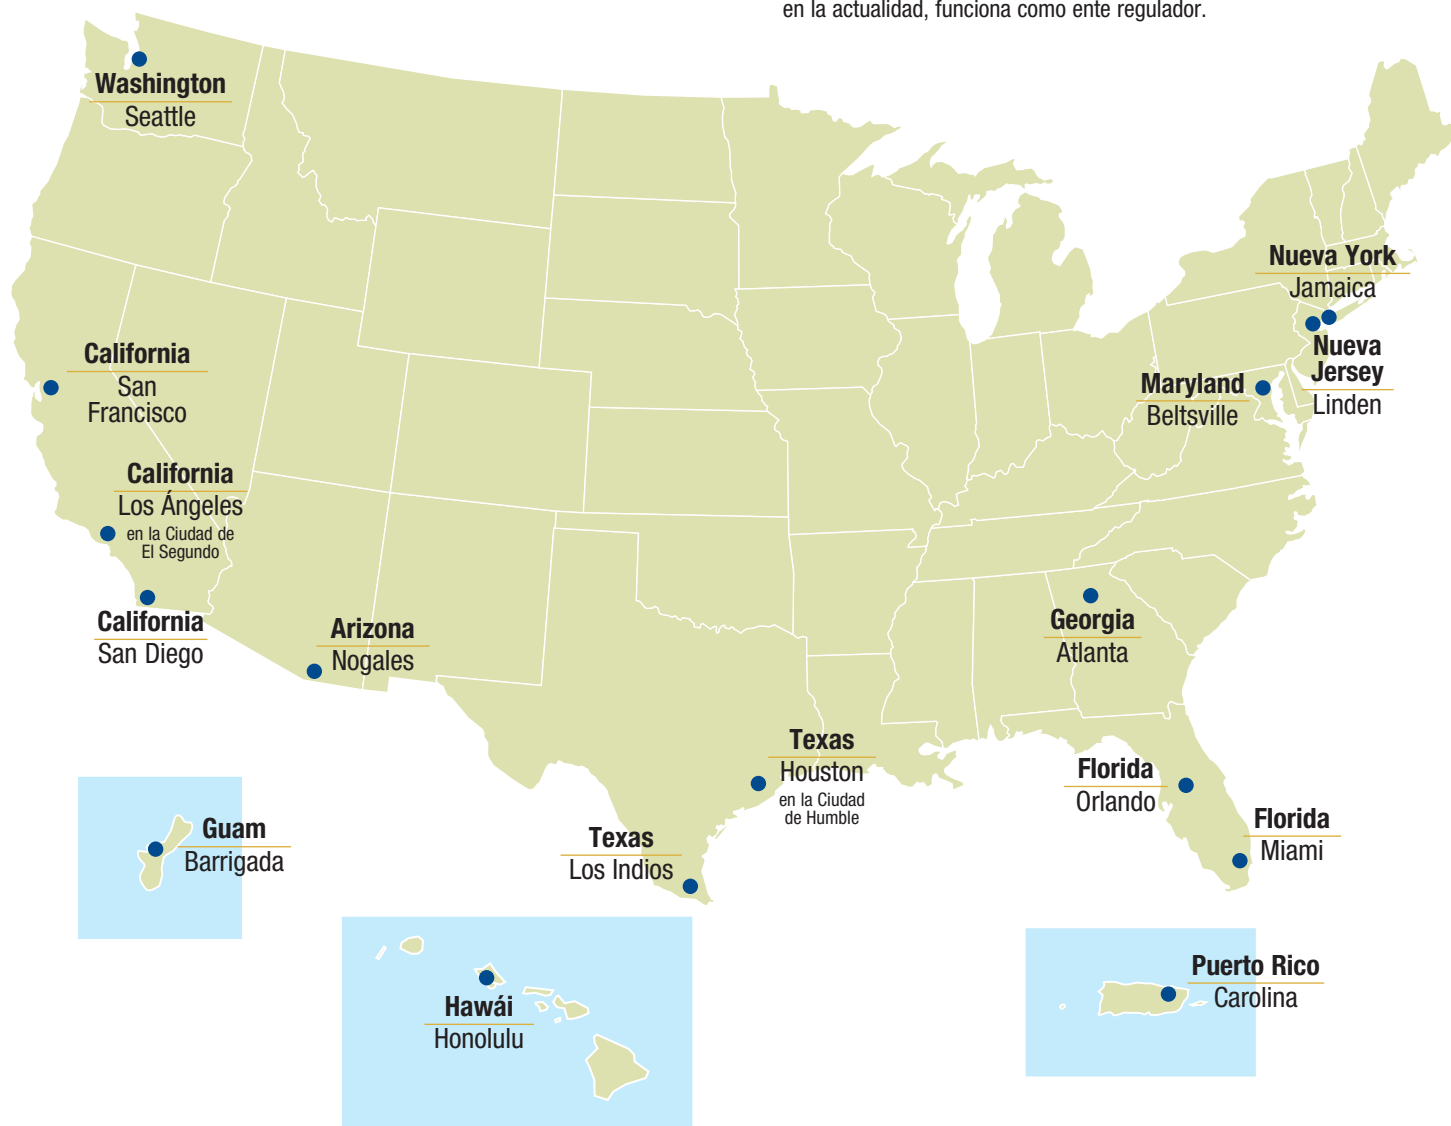 en la actualidad, funciona como ente regulador.
Washington
Seattle
Nueva York
Jamaica
Nueva
Jersey
Linden
Maryland
Beltsville
California
San
Francisco
California
Los Ángeles
en la Ciudad de
El Segundo
California
San Diego
Arizona
Nogales
Georgia
Atlanta
Texas
Houston
en la Ciudad
de Humble
Florida
Orlando
Florida
Miami
Texas
Los Indios
Guam
Barrigada
Hawái
Honolulu
Puerto Rico
Carolina